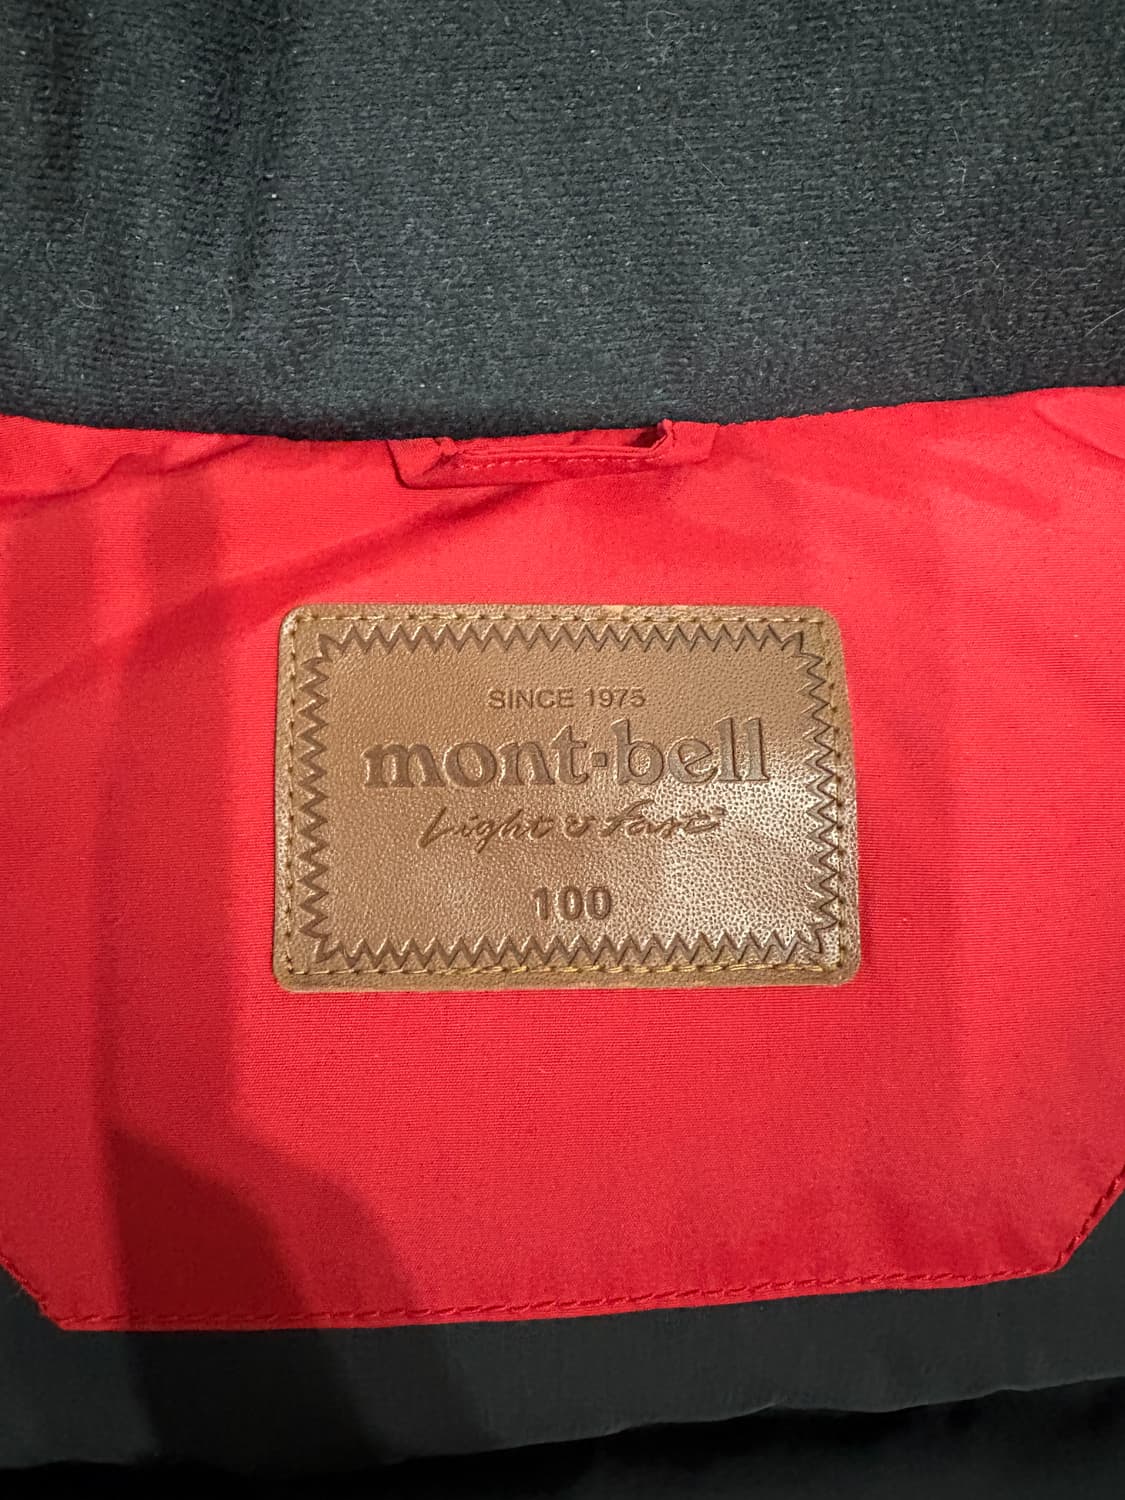 SINCE 1975
mont-bell
Light & Fast
100